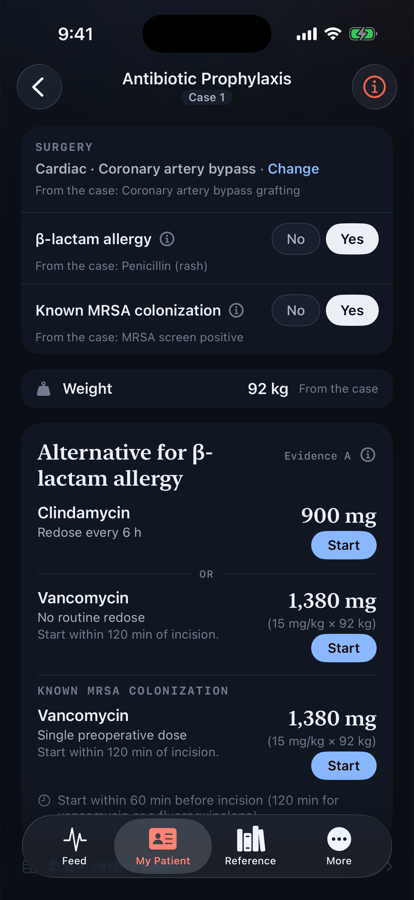 9:41
Antibiotic Prophylaxis
Case 1
SURGERY
Cardiac · Coronary artery bypass · Change
From the case: Coronary artery bypass grafting
β-lactam allergy
No
Yes
From the case: Penicillin (rash)
Known MRSA colonization
No
Yes
From the case: MRSA screen positive
Weight
92 kg
From the case
Alternative for β-
lactam allergy
Evidence A
Clindamycin
900 mg
Redose every 6 h
Start
OR
Vancomycin
1,380 mg
No routine redose
(15 mg/kg × 92 kg)
Start within 120 min of incision.
Start
KNOWN MRSA COLONIZATION
Vancomycin
1,380 mg
Single preoperative dose
(15 mg/kg × 92 kg)
Start within 120 min of incision.
Start
Start within 60 min before incision (120 min for
Feed
My Patient
Reference
More